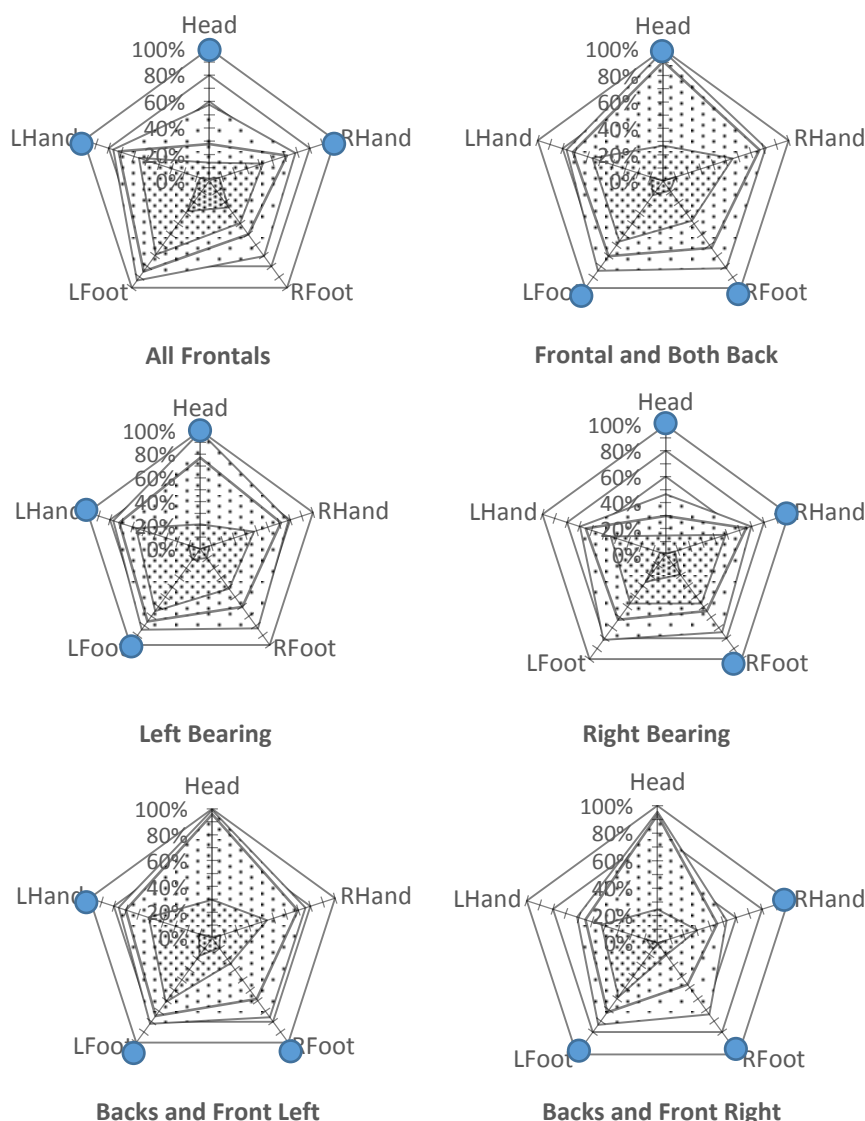 Head
100%
80%
60%
40%
20%
0%
LHand
RHand
LFoot
RFoot
All Frontals
Head
100%
80%
60%
40%
20%
0%
LHand
RHand
LFoot
RFoot
Frontal and Both Back
Head
100%
80%
60%
40%
20%
0%
LHand
RHand
LFoot
RFoot
Left Bearing
Head
100%
80%
60%
40%
20%
0%
LHand
RHand
LFoot
RFoot
Right Bearing
Head
100%
80%
60%
40%
20%
0%
LHand
RHand
LFoot
RFoot
Backs and Front Left
Head
100%
80%
60%
40%
20%
0%
LHand
RHand
LFoot
RFoot
Backs and Front Right